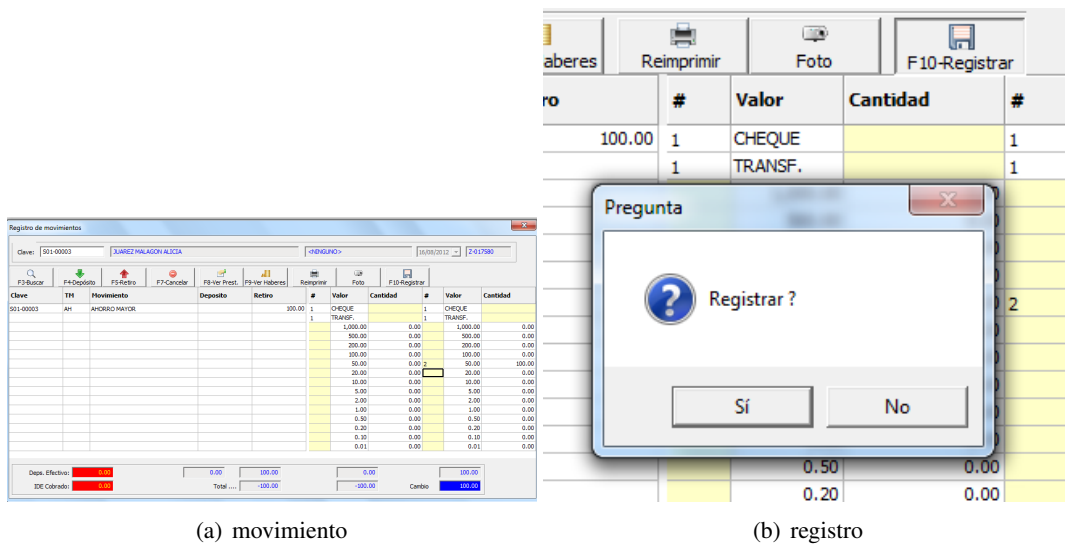 Registro de movimientos
Clave: S01-00003 JUAREZ MALAGON ALICIA <NINGUNO> 16/08/2012 Z-017580
F3-Buscar F4-Depósito F5-Retiro F7-Cancelar F8-Ver Prest. F9-Ver Haberes Reimprimir Foto F10-Registrar
Clave TM Movimiento Deposito Retiro # Valor Cantidad # Valor Cantidad
S01-00003 AH AHORRO MAYOR 100.00 1 CHEQUE 1 CHEQUE
1 TRANSF. 1 TRANSF.
1,000.00 0.00 1,000.00 0.00
500.00 0.00 500.00 0.00
200.00 0.00 200.00 0.00
100.00 0.00 100.00 0.00
50.00 0.00 2 50.00 100.00
20.00 0.00 20.00 0.00
10.00 0.00 10.00 0.00
5.00 0.00 5.00 0.00
2.00 0.00 2.00 0.00
1.00 0.00 1.00 0.00
0.50 0.00 0.50 0.00
0.20 0.00 0.20 0.00
0.10 0.00 0.10 0.00
0.01 0.00 0.01 0.00
Deps. Efectivo: 0.00 0.00 100.00 0.00 100.00
IDE Cobrado: 0.00 Total .... -100.00 -100.00 Cambio 100.00
(a) movimiento
aberes Reimprimir Foto F10-Registrar
ro # Valor Cantidad #
100.00 1 CHEQUE 1
1 TRANSF. 1
Pregunta
2
Registrar ?
Sí No
0.50 0.00
0.20 0.00
(b) registro